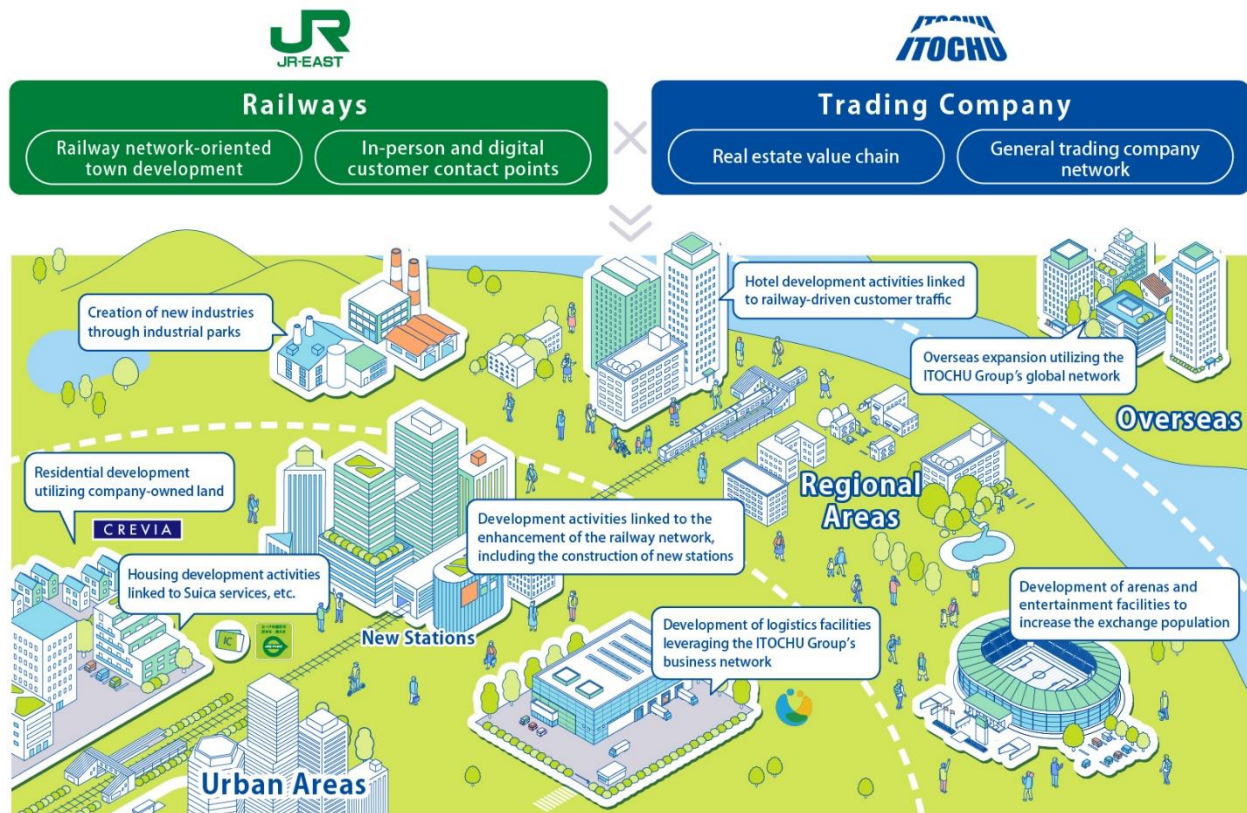 JR
JR-EAST
ITOCHU
ITOCHU
Railways
Railway network-oriented
town development
In-person and digital
customer contact points
Trading Company
Real estate value chain
General trading company
network
Creation of new industries
through industrial parks
Hotel development activities linked
to railway-driven customer traffic
Overseas expansion utilizing the
ITOCHU Group's global network
Overseas
Residential development
utilizing company-owned land
CREVIA
Regional
Areas
Development activities linked to the
enhancement of the railway network,
including the construction of new stations
Housing development activities
linked to Suica services, etc.
IC
New Stations
Development of logistics facilities
leveraging the ITOCHU Group's
business network
Development of arenas and
entertainment facilities to
increase the exchange population
Urban Areas